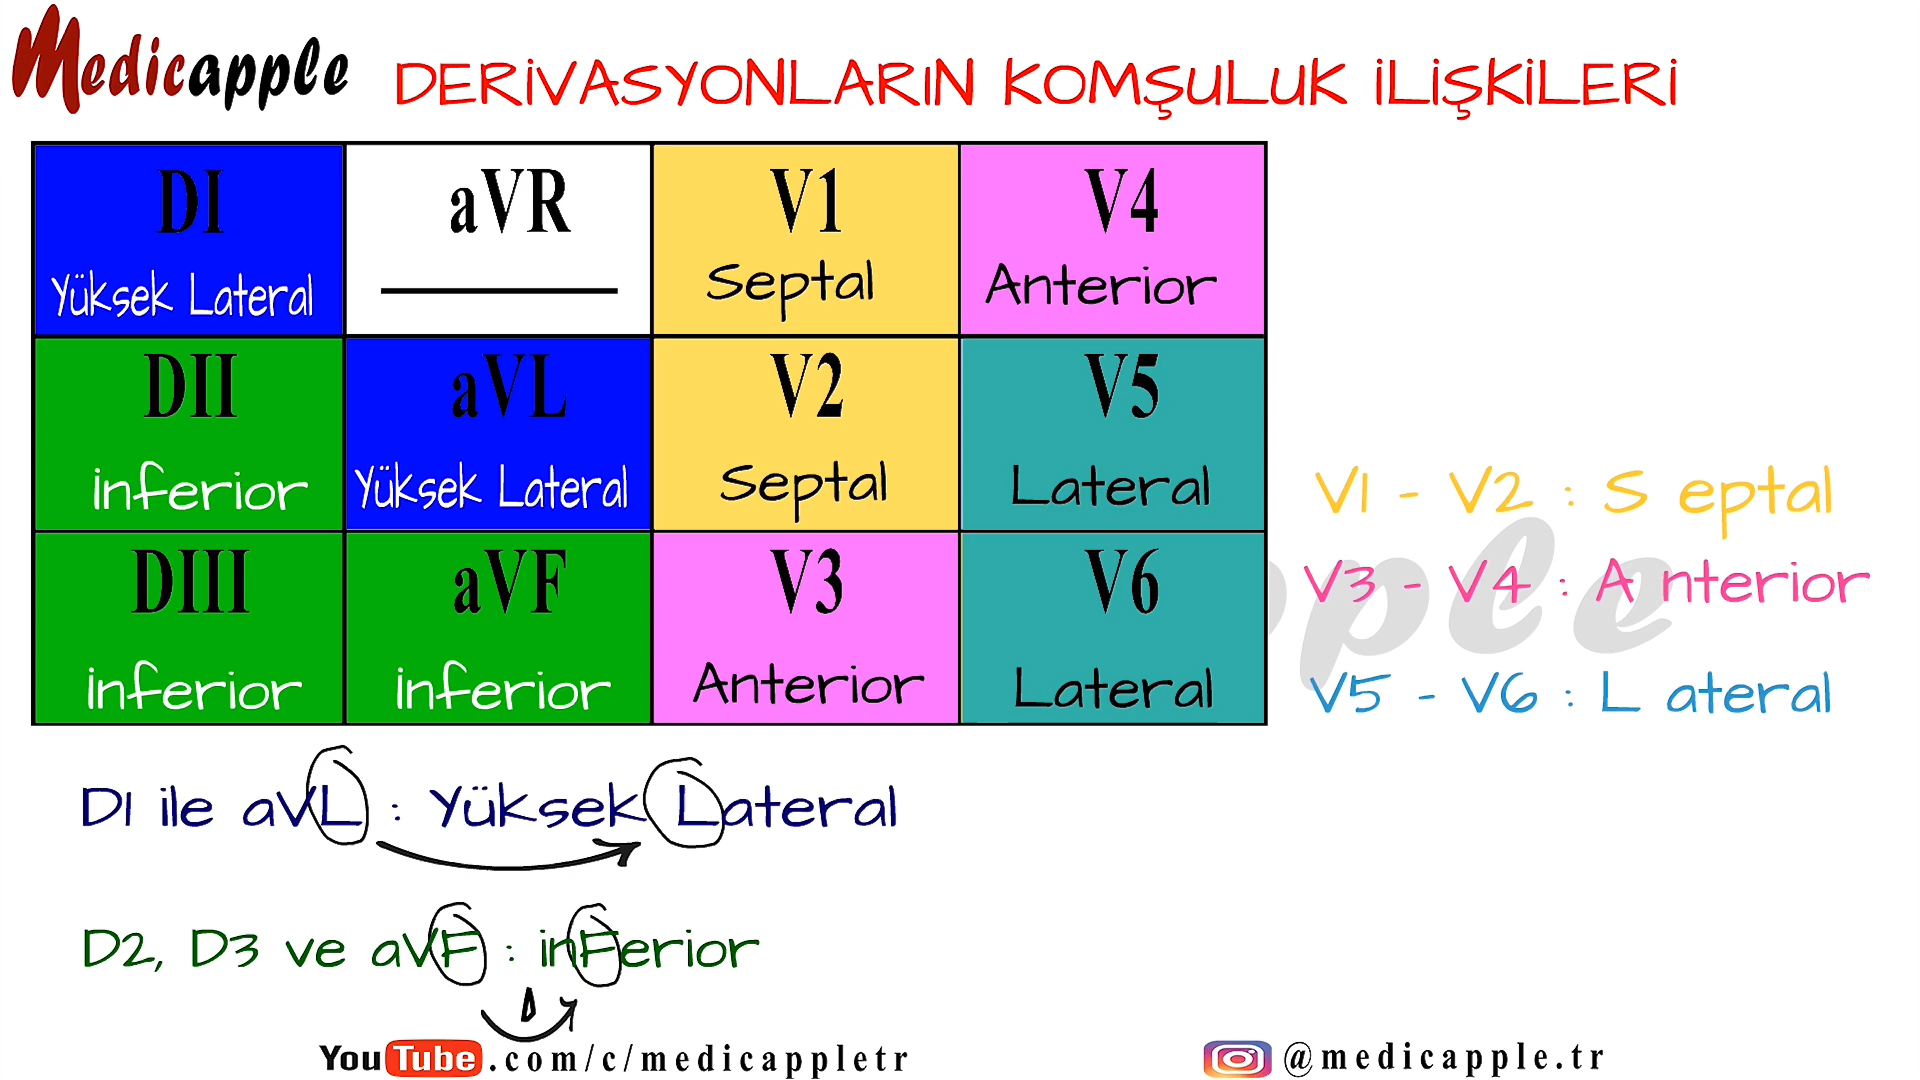 Medicapple
DERİVASYONLARIN KOMŞULUK İLİŞKİLERİ
DI aVR V1 V4
Yüksek Lateral Septal Anterior
DII aVL V2 V5
inferior Yüksek Lateral Septal Lateral
DIII aVF V3 V6
inferior inferior Anterior Lateral
V1 - V2 : S eptal
V3 - V4 : A nterior
V5 - V6 : L ateral
D1 ile aVL : Yüksek Lateral
D2, D3 ve aVF : inFerior
YouTube.com/c/medicappletr
@medicapple.tr